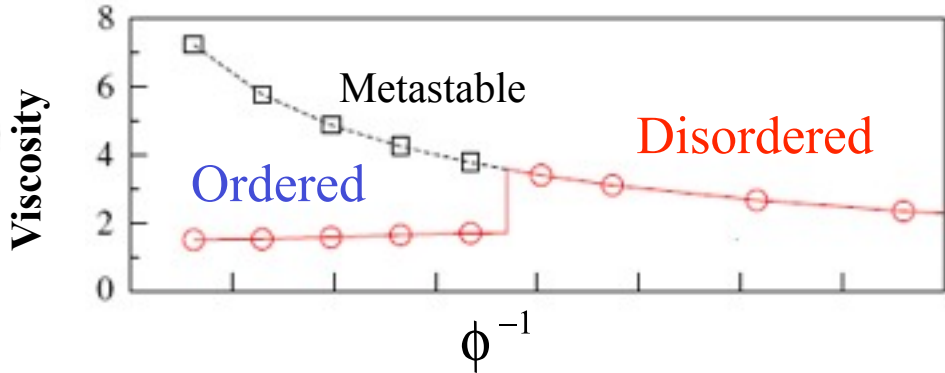 8
6
4
2
0
Viscosity
Metastable
Ordered
Disordered
ϕ⁻¹